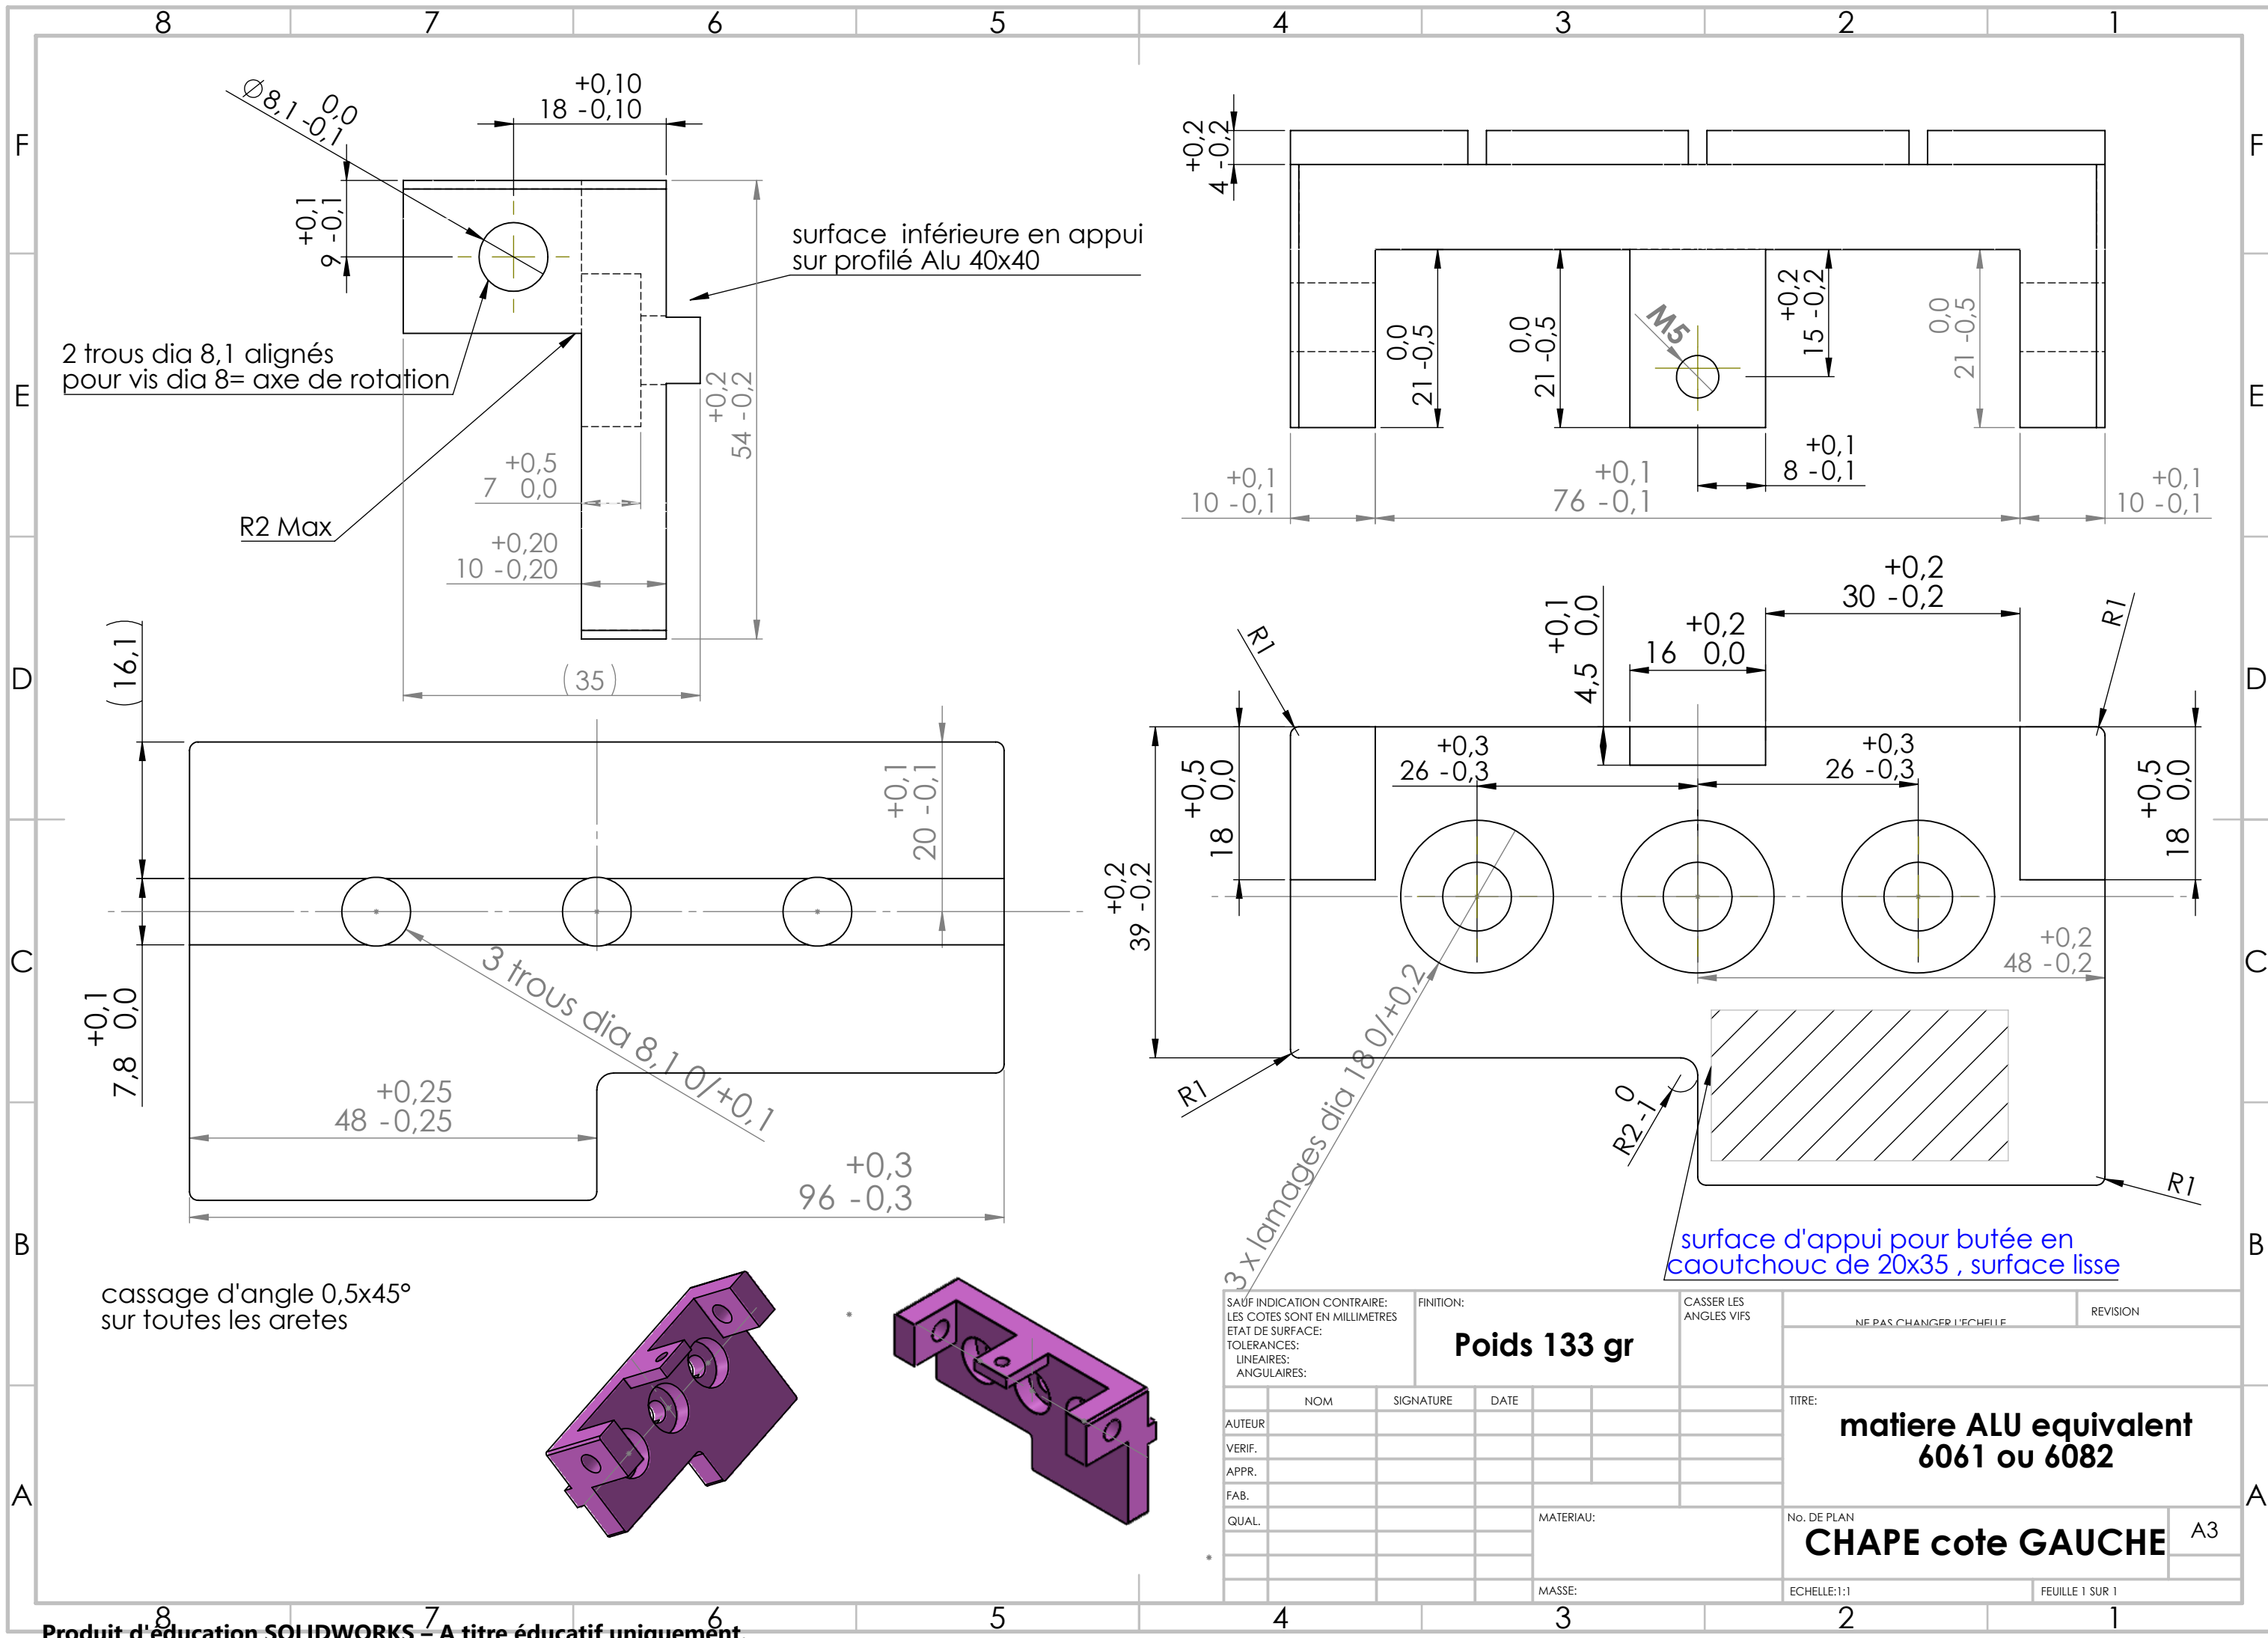 8 7 6 5 4 3 2 1
F
F
E
E
D
D
C
C
B
B
A
A
Ø8,1 0,0 -0,1
18 +0,10 -0,10
9 +0,1 -0,1
surface inférieure en appui
sur profilé Alu 40x40
2 trous dia 8,1 alignés
pour vis dia 8= axe de rotation
54 +0,2 -0,2
7 +0,5 0,0
R2 Max
10 +0,20 -0,20
(35)
4 +0,2 -0,2
21 0,0 -0,5
21 0,0 -0,5
M5
15 +0,2 -0,2
21 0,0 -0,5
8 +0,1 -0,1
10 +0,1 -0,1
76 +0,1 -0,1
10 +0,1 -0,1
(16,1)
20 +0,1 -0,1
7,8 +0,1 0,0
3 trous dia 8,1 0/+0,1
48 +0,25 -0,25
96 +0,3 -0,3
30 +0,2 -0,2
4,5 +0,1 0,0
16 +0,2 0,0
R1
R1
26 +0,3 -0,3
26 +0,3 -0,3
18 +0,5 0,0
18 +0,5 0,0
39 +0,2 -0,2
48 +0,2 -0,2
3 x lamages dia 18 0/+0,2
R1
R2 0 -1
R1
surface d'appui pour butée en
caoutchouc de 20x35 , surface lisse
cassage d'angle 0,5x45°
sur toutes les aretes
SAUF INDICATION CONTRAIRE:
LES COTES SONT EN MILLIMETRES
ETAT DE SURFACE:
TOLERANCES:
LINEAIRES:
ANGULAIRES:
FINITION:
Poids 133 gr
CASSER LES
ANGLES VIFS
NE PAS CHANGER L'ECHELLE
REVISION
NOM SIGNATURE DATE
AUTEUR
VERIF.
APPR.
FAB.
QUAL.
TITRE:
matiere ALU equivalent
6061 ou 6082
MATERIAU:
No. DE PLAN
CHAPE cote GAUCHE
A3
MASSE:
ECHELLE:1:1
FEUILLE 1 SUR 1
8 7 6 5 4 3 2 1
Produit d'éducation SOLIDWORKS – A titre éducatif uniquement.